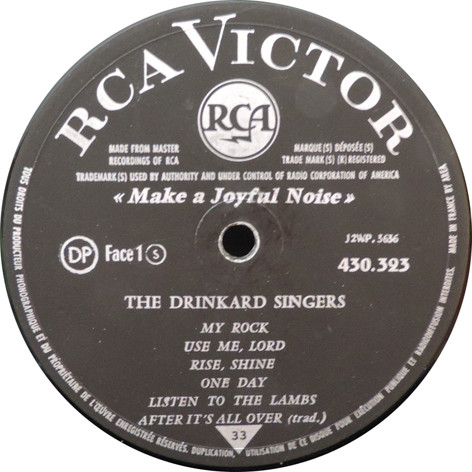 RCA VICTOR
RCA
MADE FROM MASTER
RECORDINGS OF RCA
MARQUE(S) DÉPOSÉE(S)
TRADE MARK(S) (R) REGISTERED
TRADEMARK(S) USED BY AUTHORITY AND UNDER CONTROL OF RADIO CORPORATION OF AMERICA
« Make a Joyful Noise »
DP Face 1 S
J2WP. 5636
430.323
THE DRINKARD SINGERS
MY ROCK
USE ME, LORD
RISE, SHINE
ONE DAY
LISTEN TO THE LAMBS
AFTER IT'S ALL OVER (trad.)
33
TOUS DROITS DU PRODUCTEUR PHONOGRAPHIQUE ET DU PROPRIÉTAIRE DE L'ŒUVRE ENREGISTRÉE RÉSERVÉS. DUPLICATION, UTILISATION DE CE DISQUE POUR EXÉCUTION PUBLIQUE ET RADIODIFFUSION INTERDITES. MADE IN FRANCE BY AREA